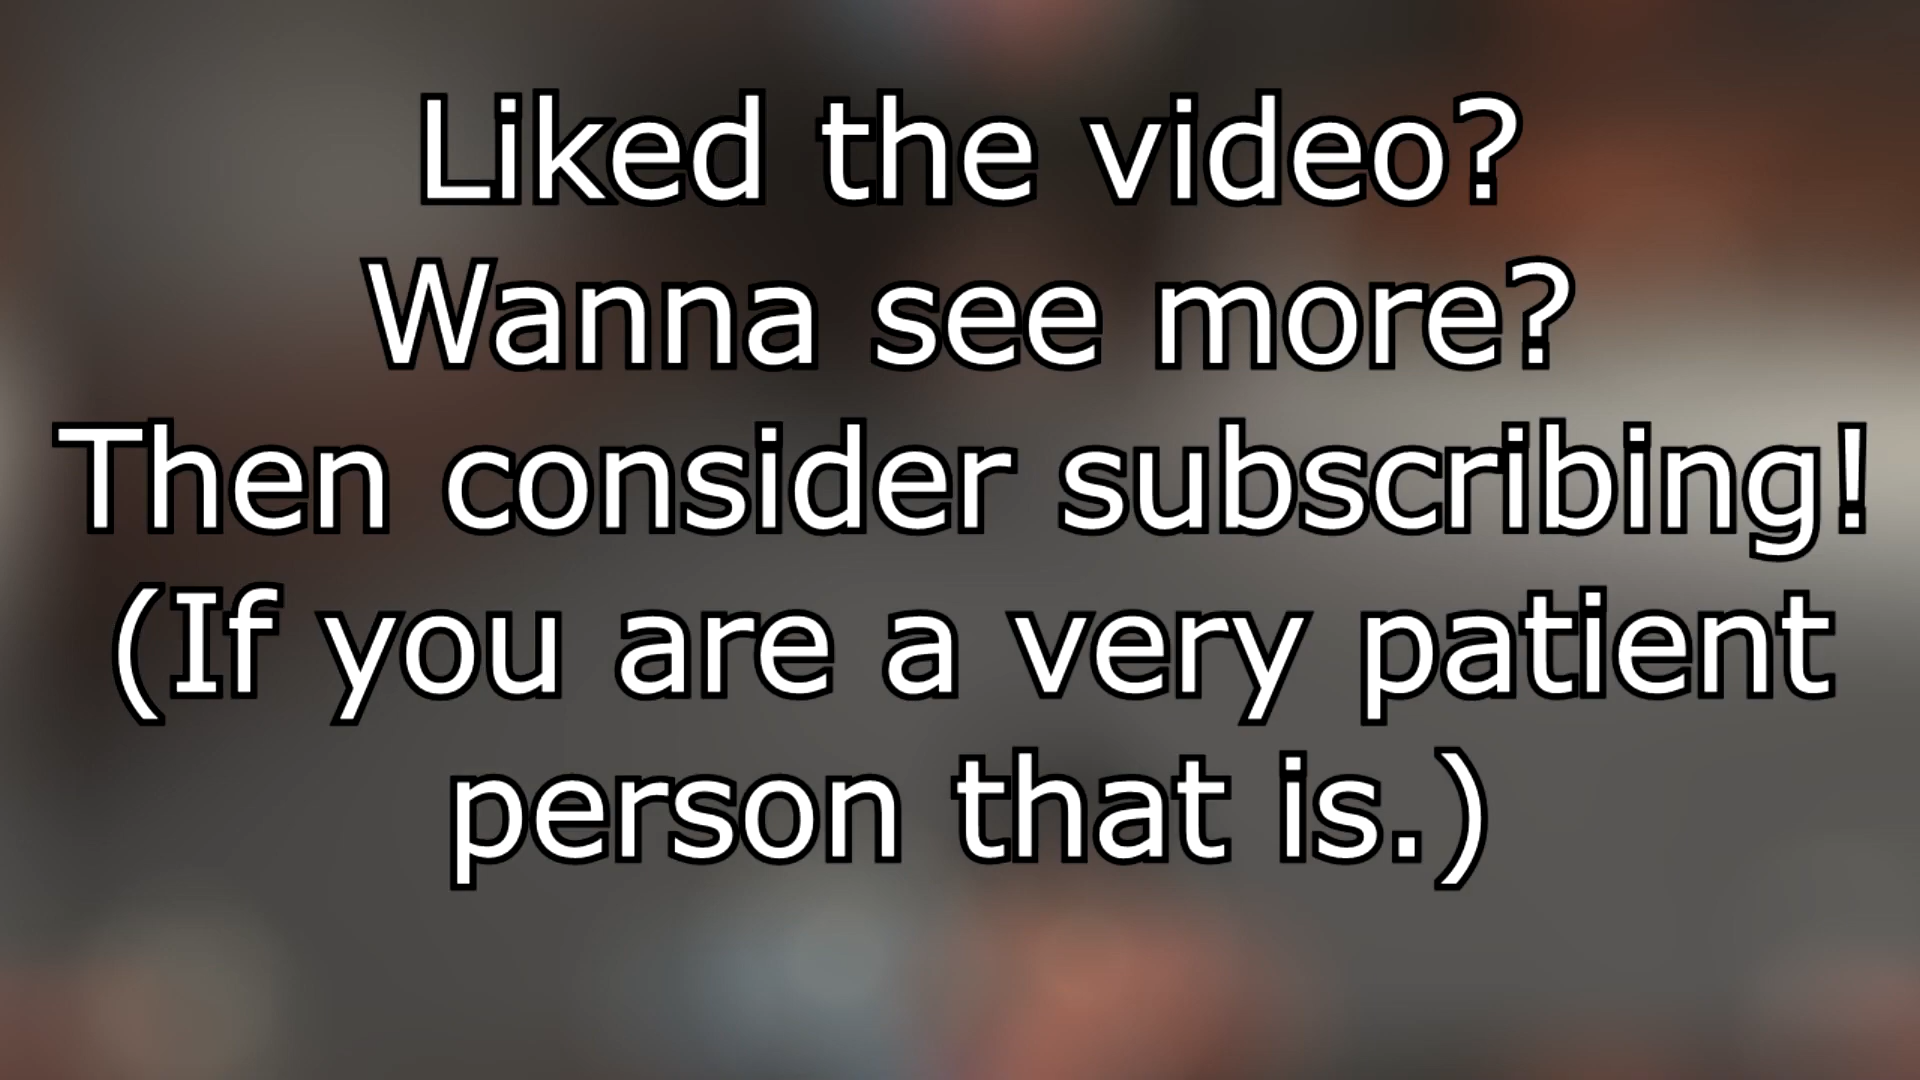 Liked the video?
Wanna see more?
Then consider subscribing!
(If you are a very patient
person that is.)